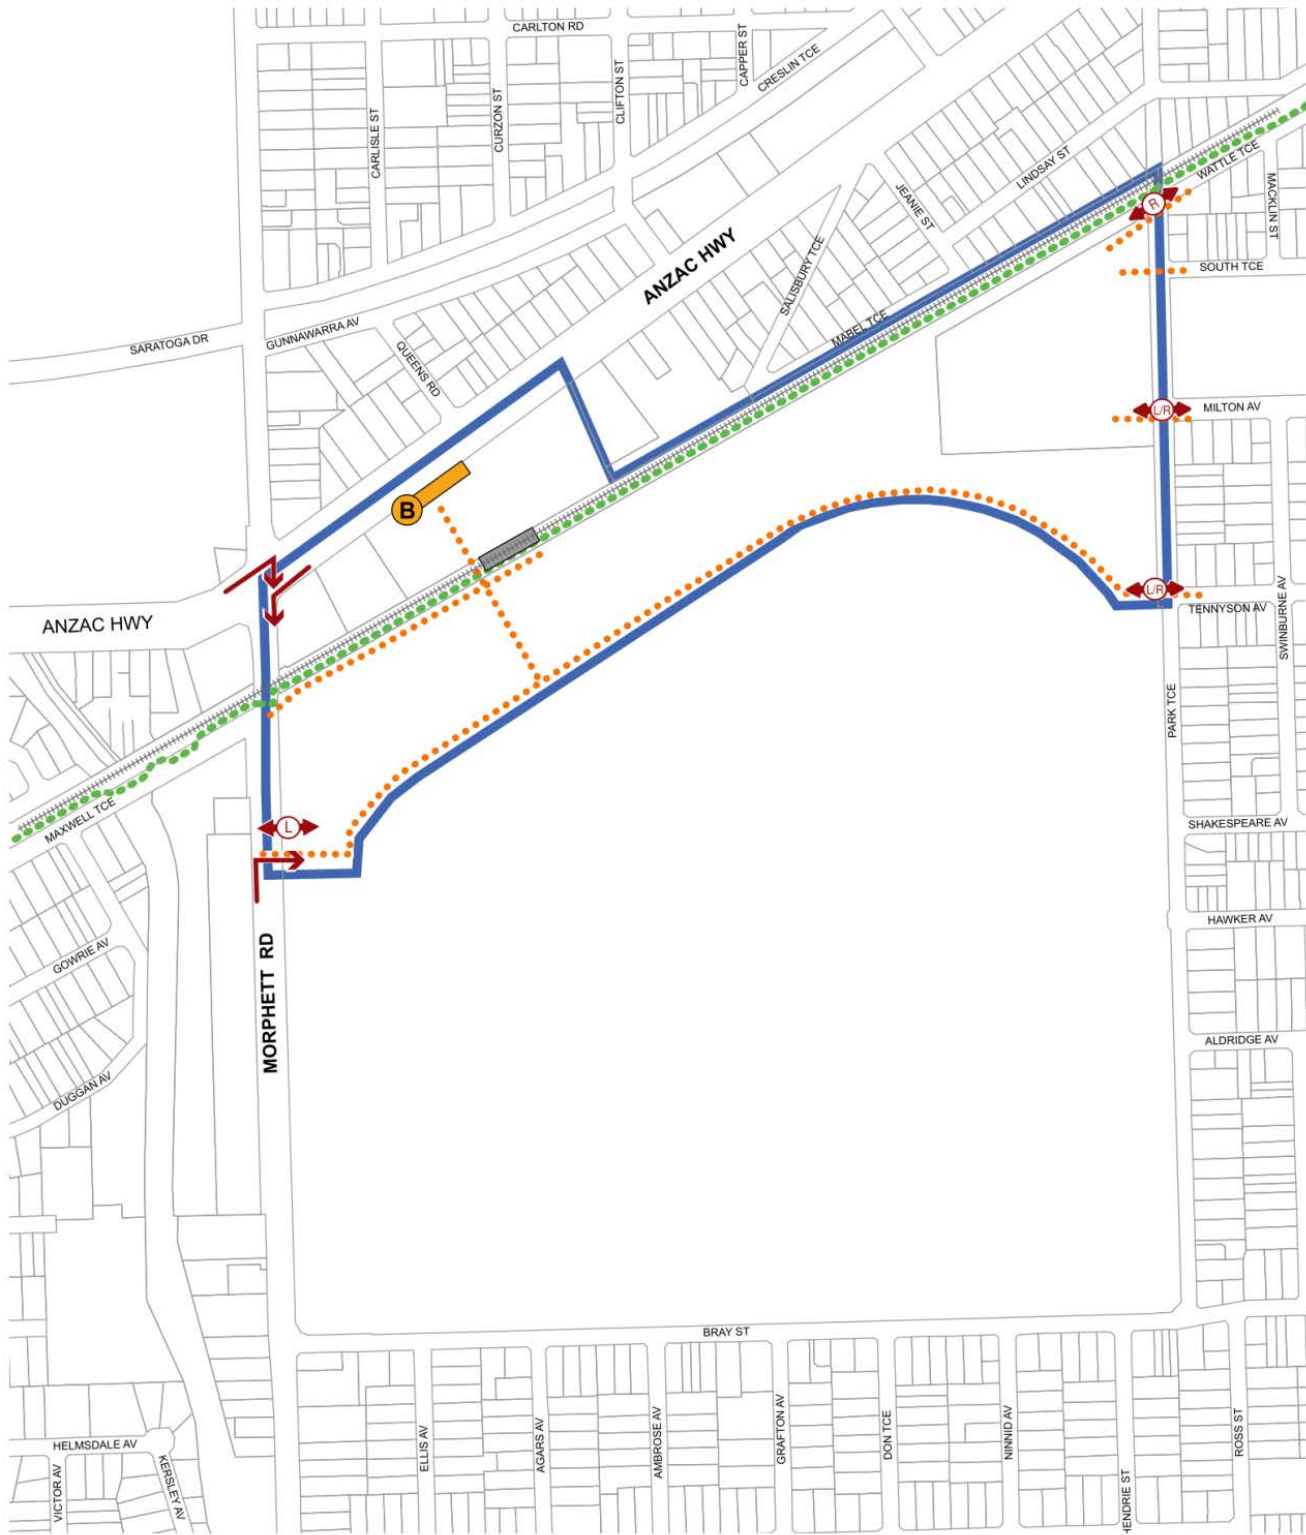 CARLTON RD
CARLISLE ST
CURZON ST
CLIFTON ST
CAPPER ST
CRESLIN TCE
LINDSAY ST
JEANIE ST
WATTLE TCE
MACKLIN ST
R
SOUTH TCE
ANZAC HWY
SALISBURY TCE
MABEL TCE
SARATOGA DR
GUNNAWARRA AV
QUEENS RD
L/R
MILTON AV
B
L/R
TENNYSON AV
SWINBURNE AV
ANZAC HWY
PARK TCE
MAXWELL TCE
L
SHAKESPEARE AV
HAWKER AV
GOWRIE AV
MORPHETT RD
ALDRIDGE AV
DUGGAN AV
BRAY ST
HELMSDALE AV
VICTOR AV
KERSLEY AV
ELLIS AV
AGARS AV
AMBROSE AV
GRAFTON AV
DON TCE
NINNID AV
HENDRIE ST
ROSS ST